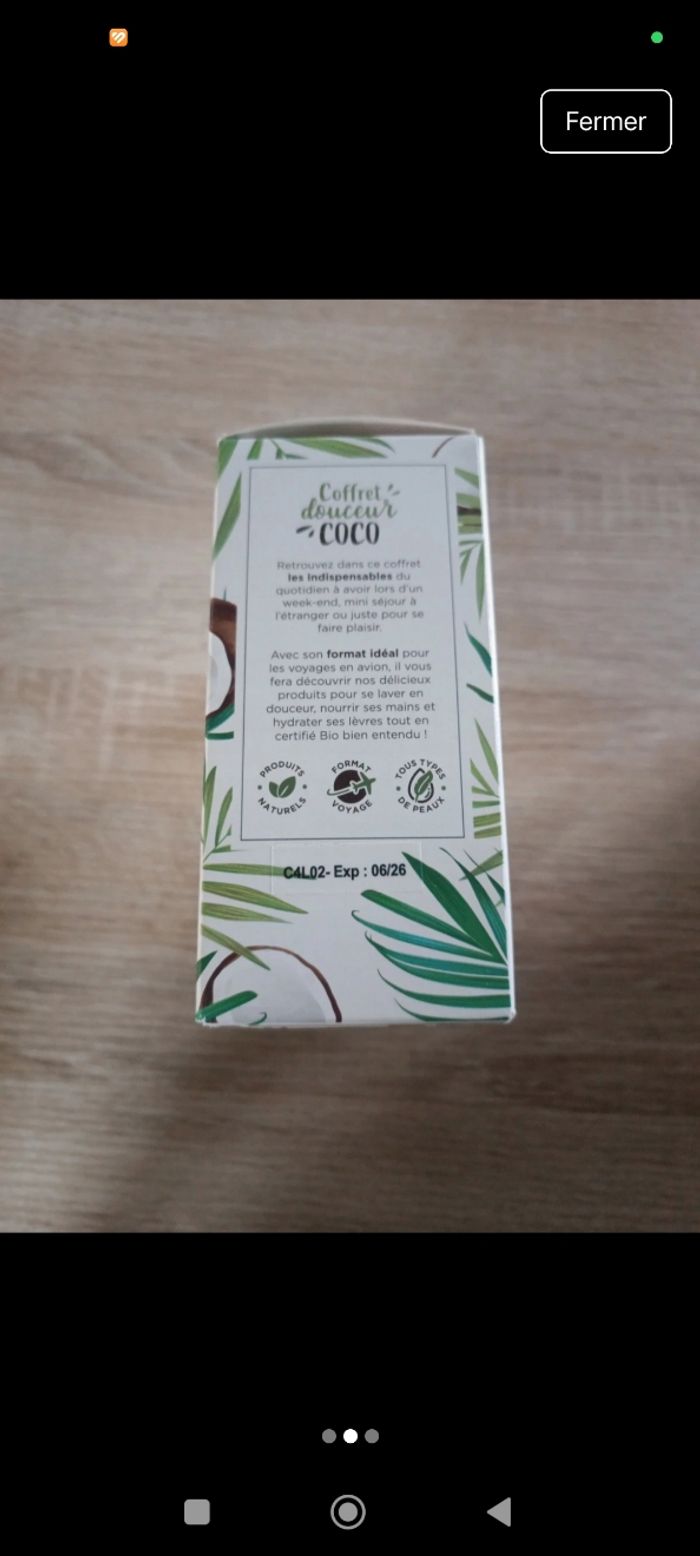 Fermer
Coffret
douceur
COCO
Retrouvez dans ce coffret
les indispensables du
quotidien à avoir lors d'un
week-end, mini séjour à
l'étranger ou juste pour se
faire plaisir.
Avec son format idéal pour
les voyages en avion, il vous
fera découvrir nos délicieux
produits pour se laver en
douceur, nourrir ses mains et
hydrater ses lèvres tout en
certifié Bio bien entendu !
PRODUITS NATURELS
FORMAT VOYAGE
TOUS TYPES DE PEAUX
C4L02- Exp : 06/26